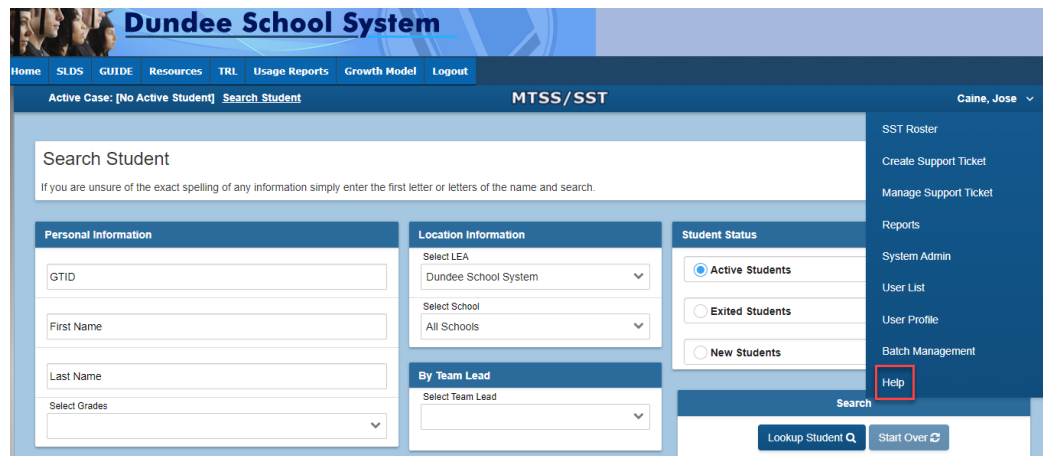 Dundee School System
Home SLDS GUIDE Resources TRL Usage Reports Growth Model Logout
Active Case: [No Active Student] Search Student
MTSS/SST
Caine, Jose
SST Roster
Create Support Ticket
Manage Support Ticket
Reports
System Admin
User List
User Profile
Batch Management
Help
Search Student
If you are unsure of the exact spelling of any information simply enter the first letter or letters of the name and search.
Personal Information
GTID
First Name
Last Name
Select Grades
Location Information
Select LEA
Dundee School System
Select School
All Schools
By Team Lead
Select Team Lead
Student Status
Active Students
Exited Students
New Students
Search
Lookup Student
Start Over